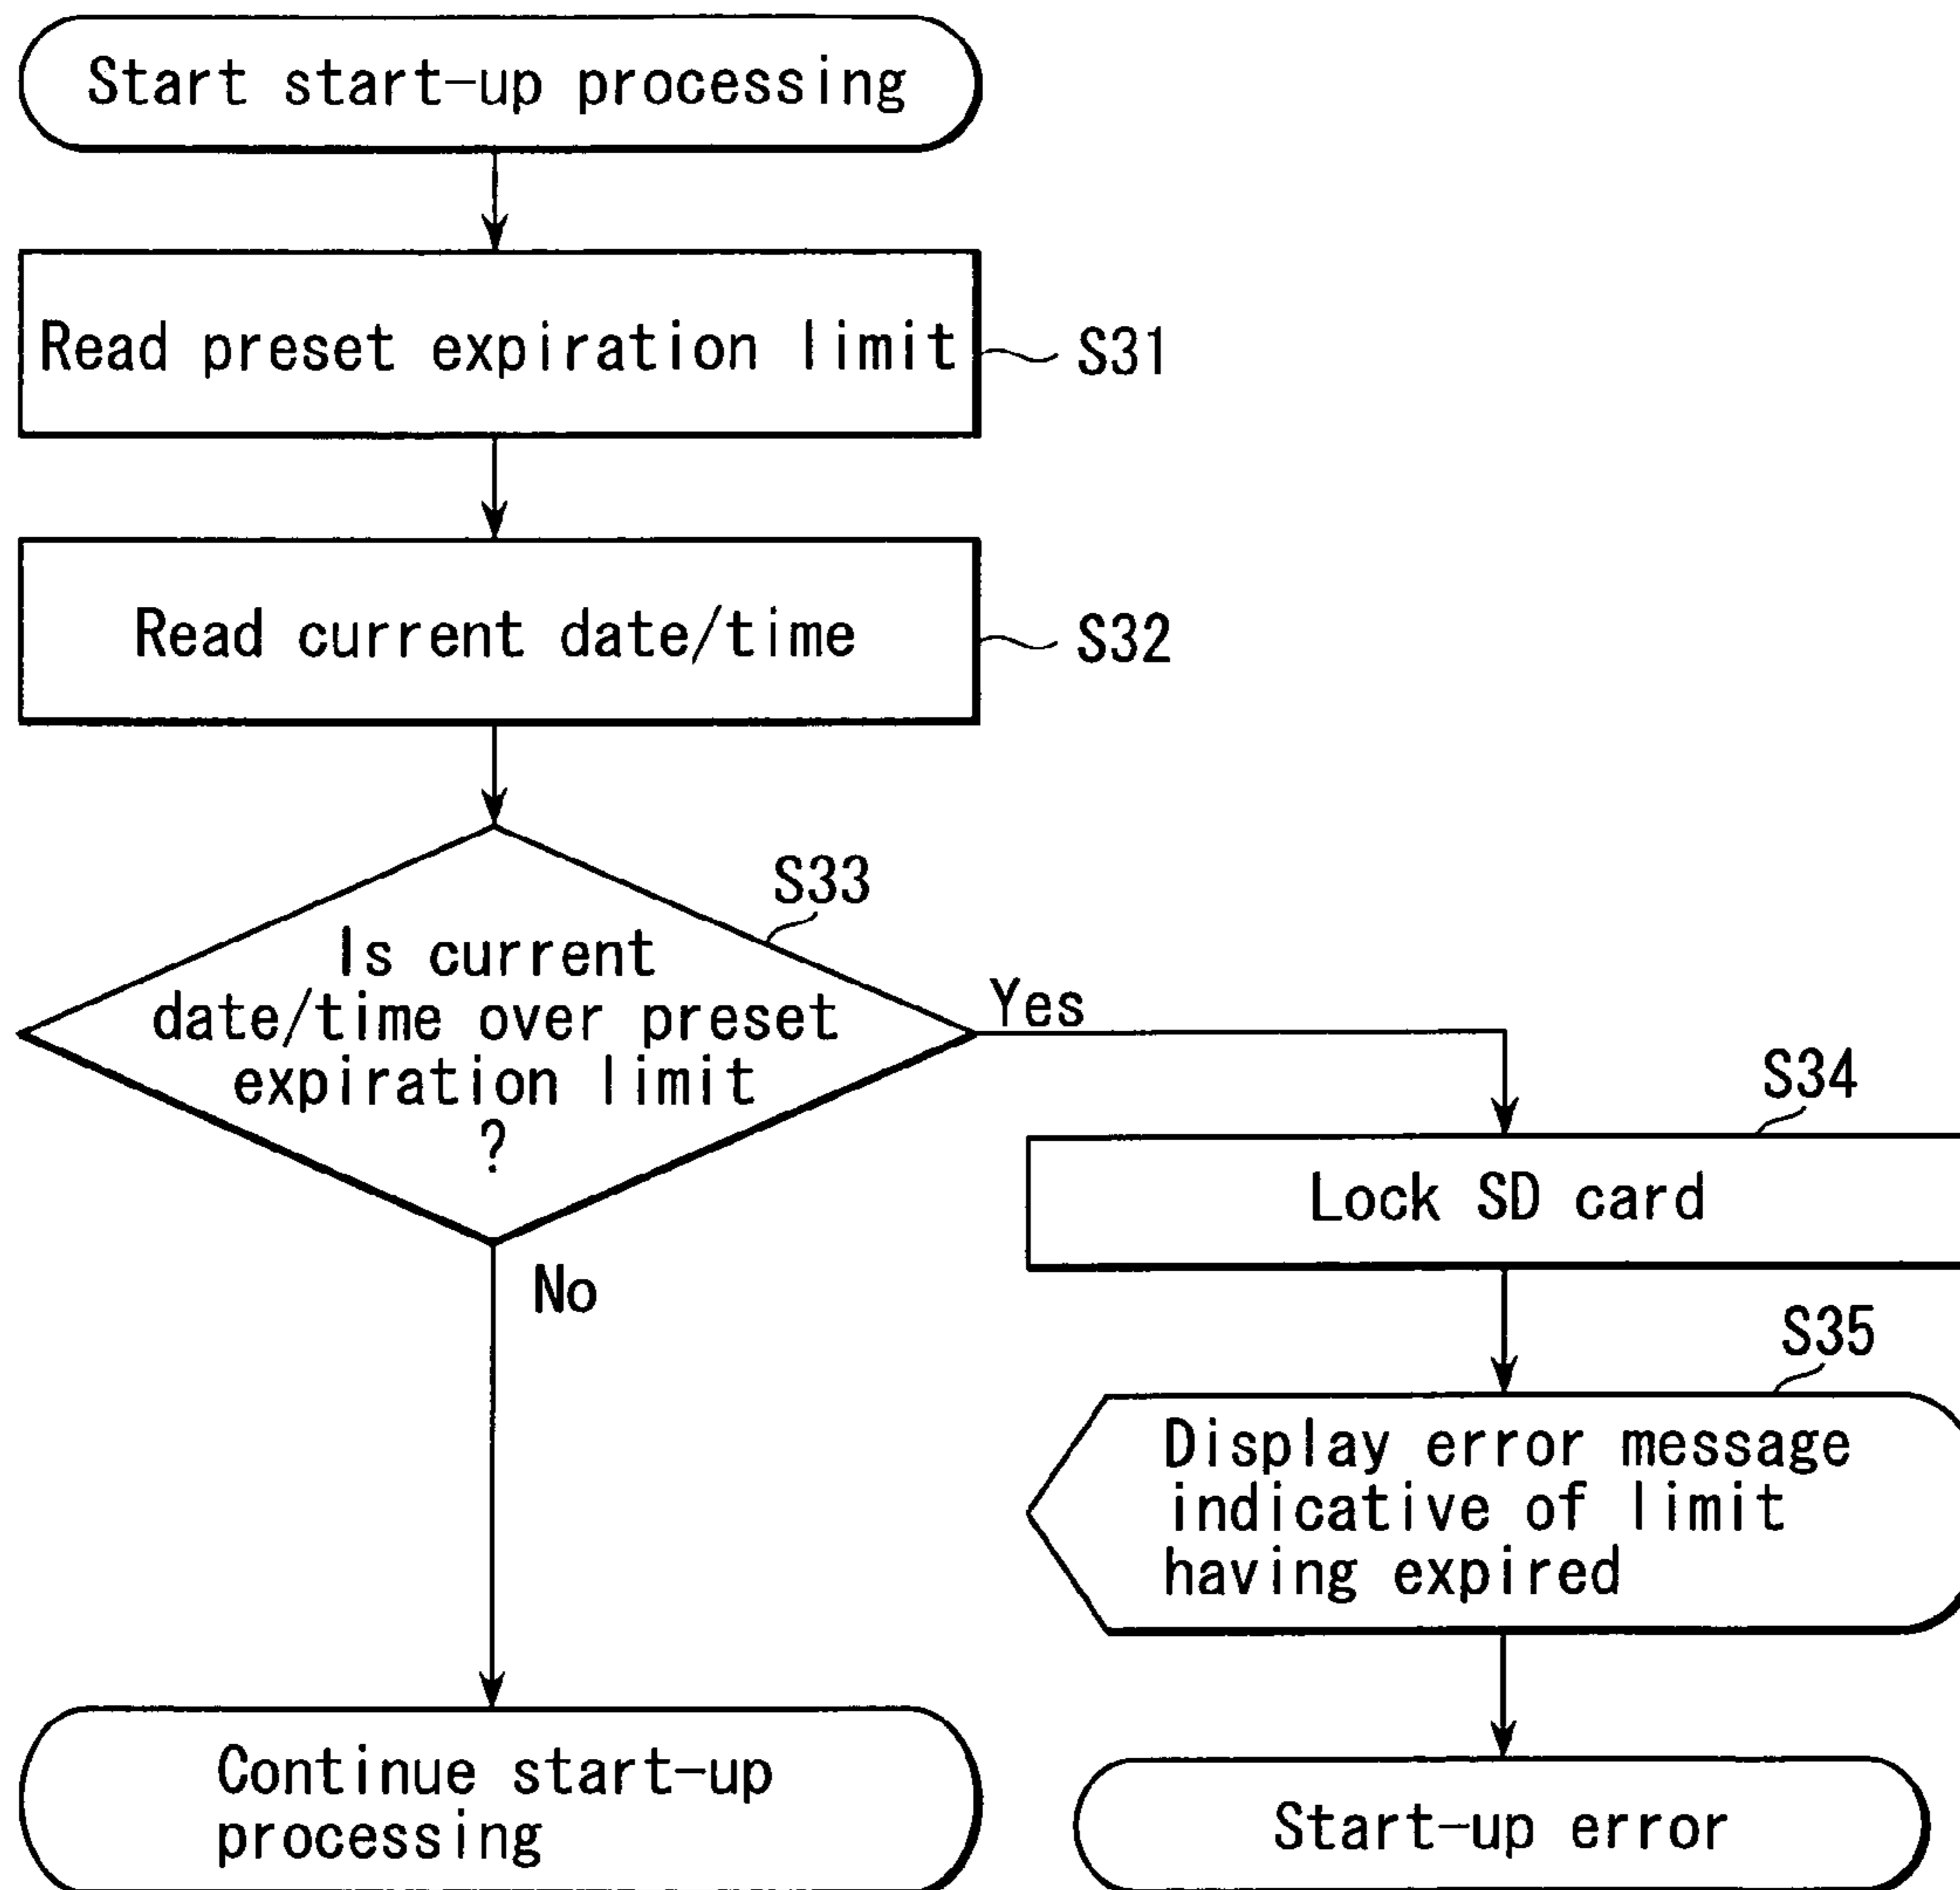 Start start-up processing
Read preset expiration limit
S31
Read current date/time
S32
S33
Is current
date/time over preset
expiration limit
?
Yes
No
S34
Lock SD card
S35
Display error message
indicative of limit
having expired
Continue start-up
processing
Start-up error